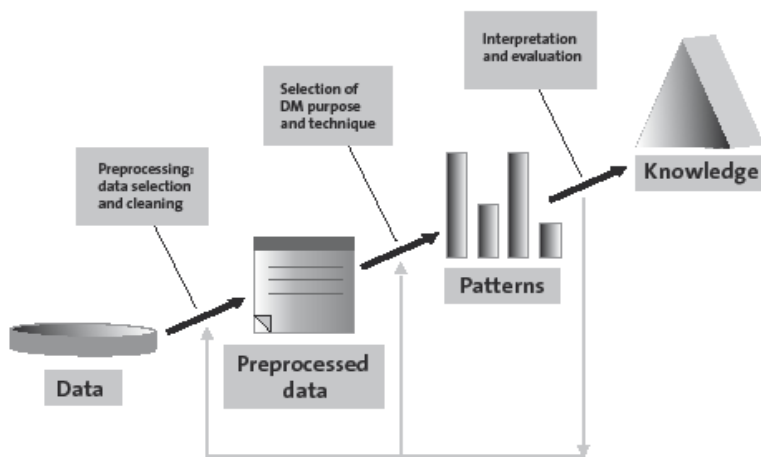 Interpretation
and evaluation
Selection of
DM purpose
and technique
Preprocessing:
data selection
and cleaning
Knowledge
Patterns
Preprocessed
data
Data